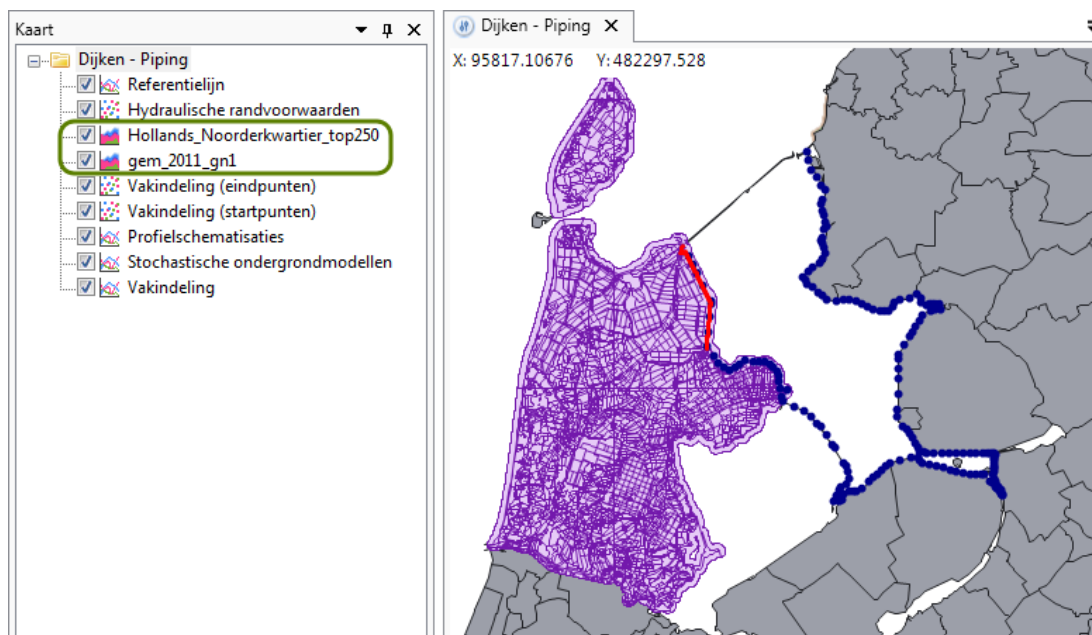 Kaart
Dijken - Piping
Referentielijn
Hydraulische randvoorwaarden
Hollands_Noorderkwartier_top250
gem_2011_gn1
Vakindeling (eindpunten)
Vakindeling (startpunten)
Profielschematisaties
Stochastische ondergrondmodellen
Vakindeling
Dijken - Piping
X: 95817.10676 Y: 482297.528